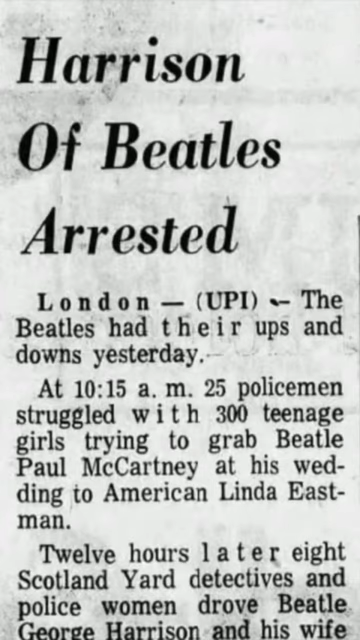 Harrison
Of Beatles
Arrested
London — (UPI) — The
Beatles had their ups and
downs yesterday.
At 10:15 a. m. 25 policemen
struggled with 300 teenage
girls trying to grab Beatle
Paul McCartney at his wed-
ding to American Linda East-
man.
Twelve hours later eight
Scotland Yard detectives and
police women drove Beatle
George Harrison and his wife